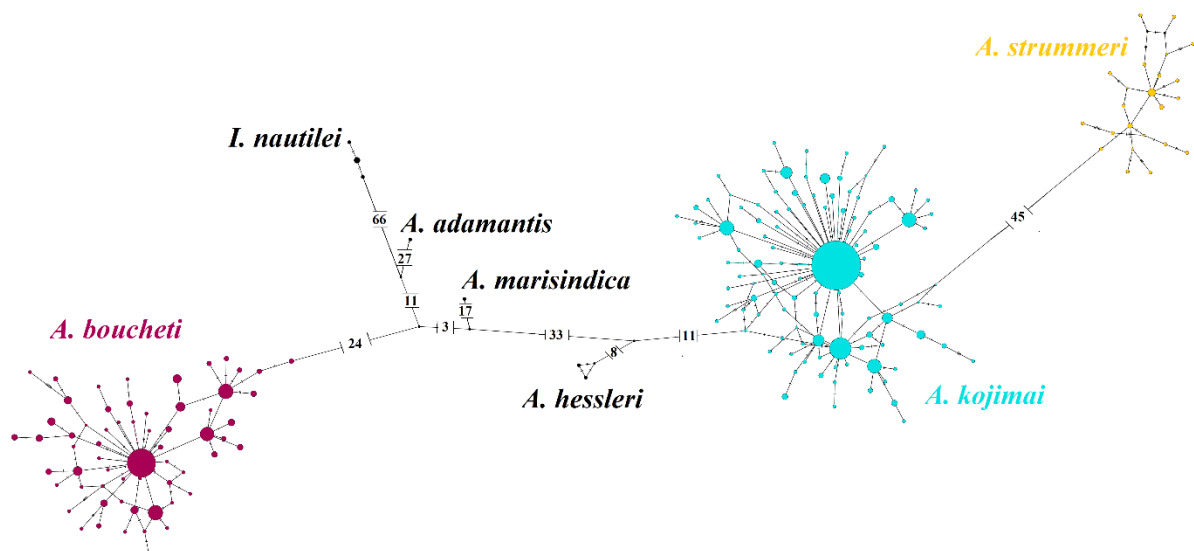 A. strummeri
I. nautilei
66
A. adamantis
27
45
A. marisindica
11
17
3
33
11
A. boucheti
24
8
A. hessleri
A. kojimai